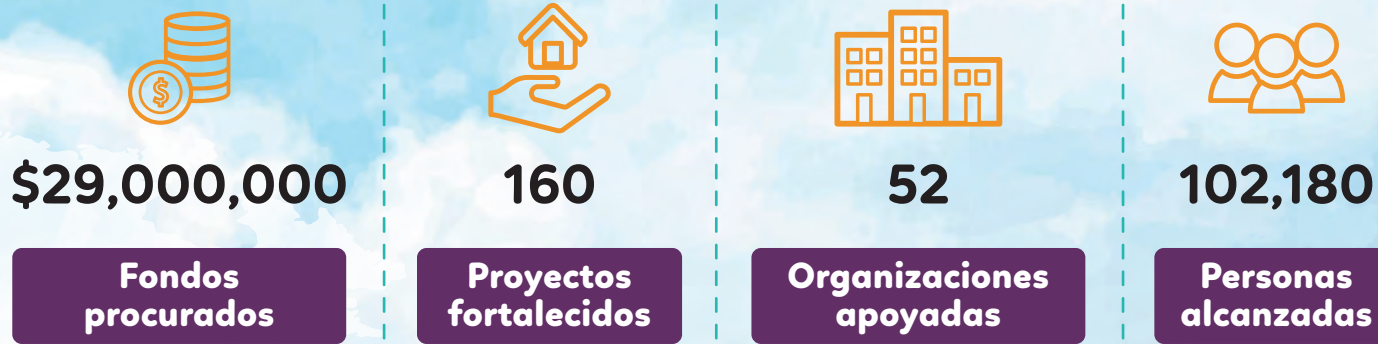 $
$29,000,000
Fondos
procurados
160
Proyectos
fortalecidos
52
Organizaciones
apoyadas
102,180
Personas
alcanzadas